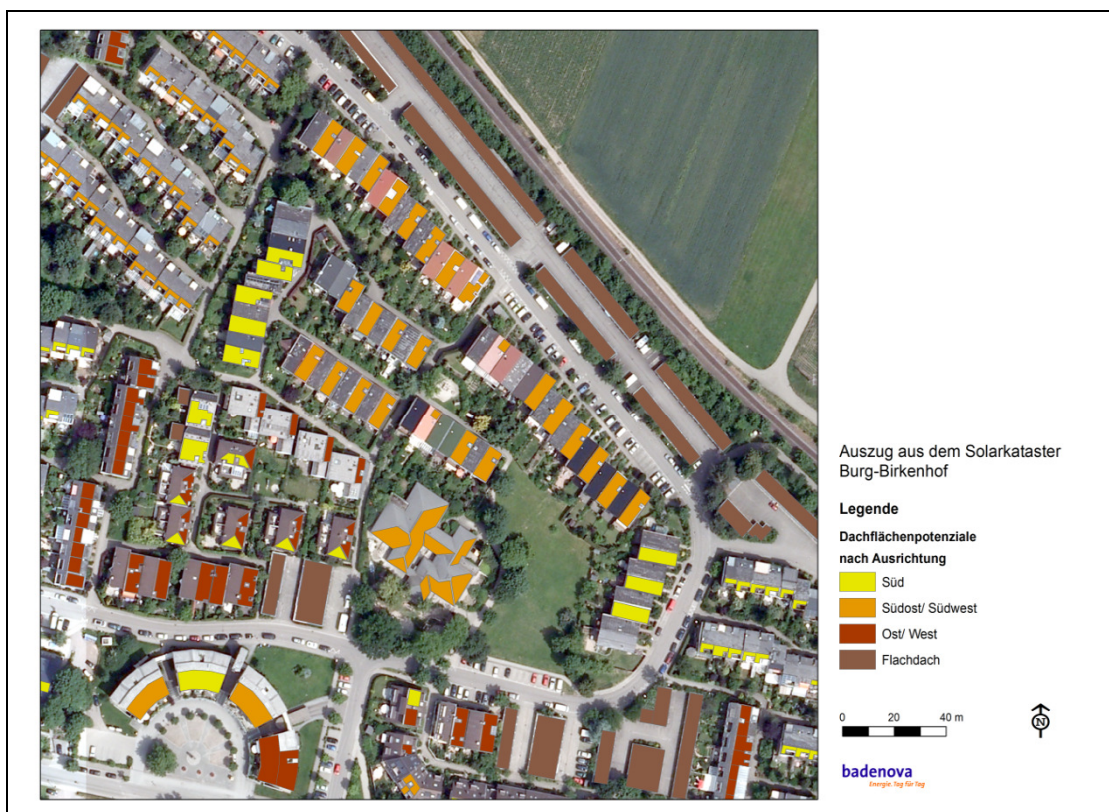 Auszug aus dem Solarkataster
Burg-Birkenhof
Legende
Dachflächenpotenziale
nach Ausrichtung
Süd
Südost/ Südwest
Ost/ West
Flachdach
0 20 40 m
N
badenova
Energie. Tag für Tag